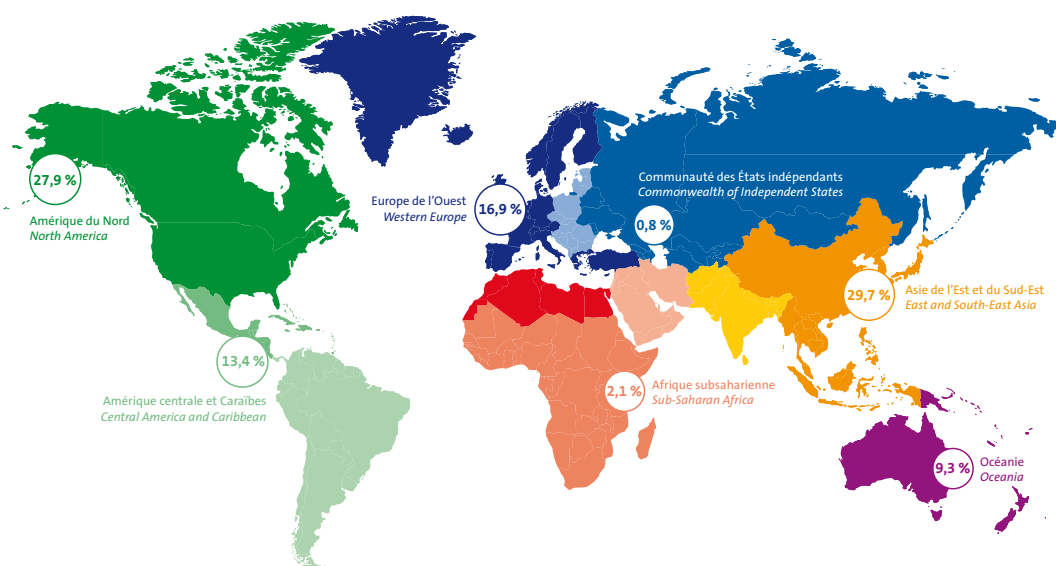 27,9 %
Amérique du Nord
North America
Europe de l'Ouest
Western Europe
16,9 %
Communauté des États indépendants
Commonwealth of Independent States
0,8 %
29,7 %
Asie de l'Est et du Sud-Est
East and South-East Asia
13,4 %
Amérique centrale et Caraïbes
Central America and Caribbean
2,1 %
Afrique subsaharienne
Sub-Saharan Africa
9,3 %
Océanie
Oceania